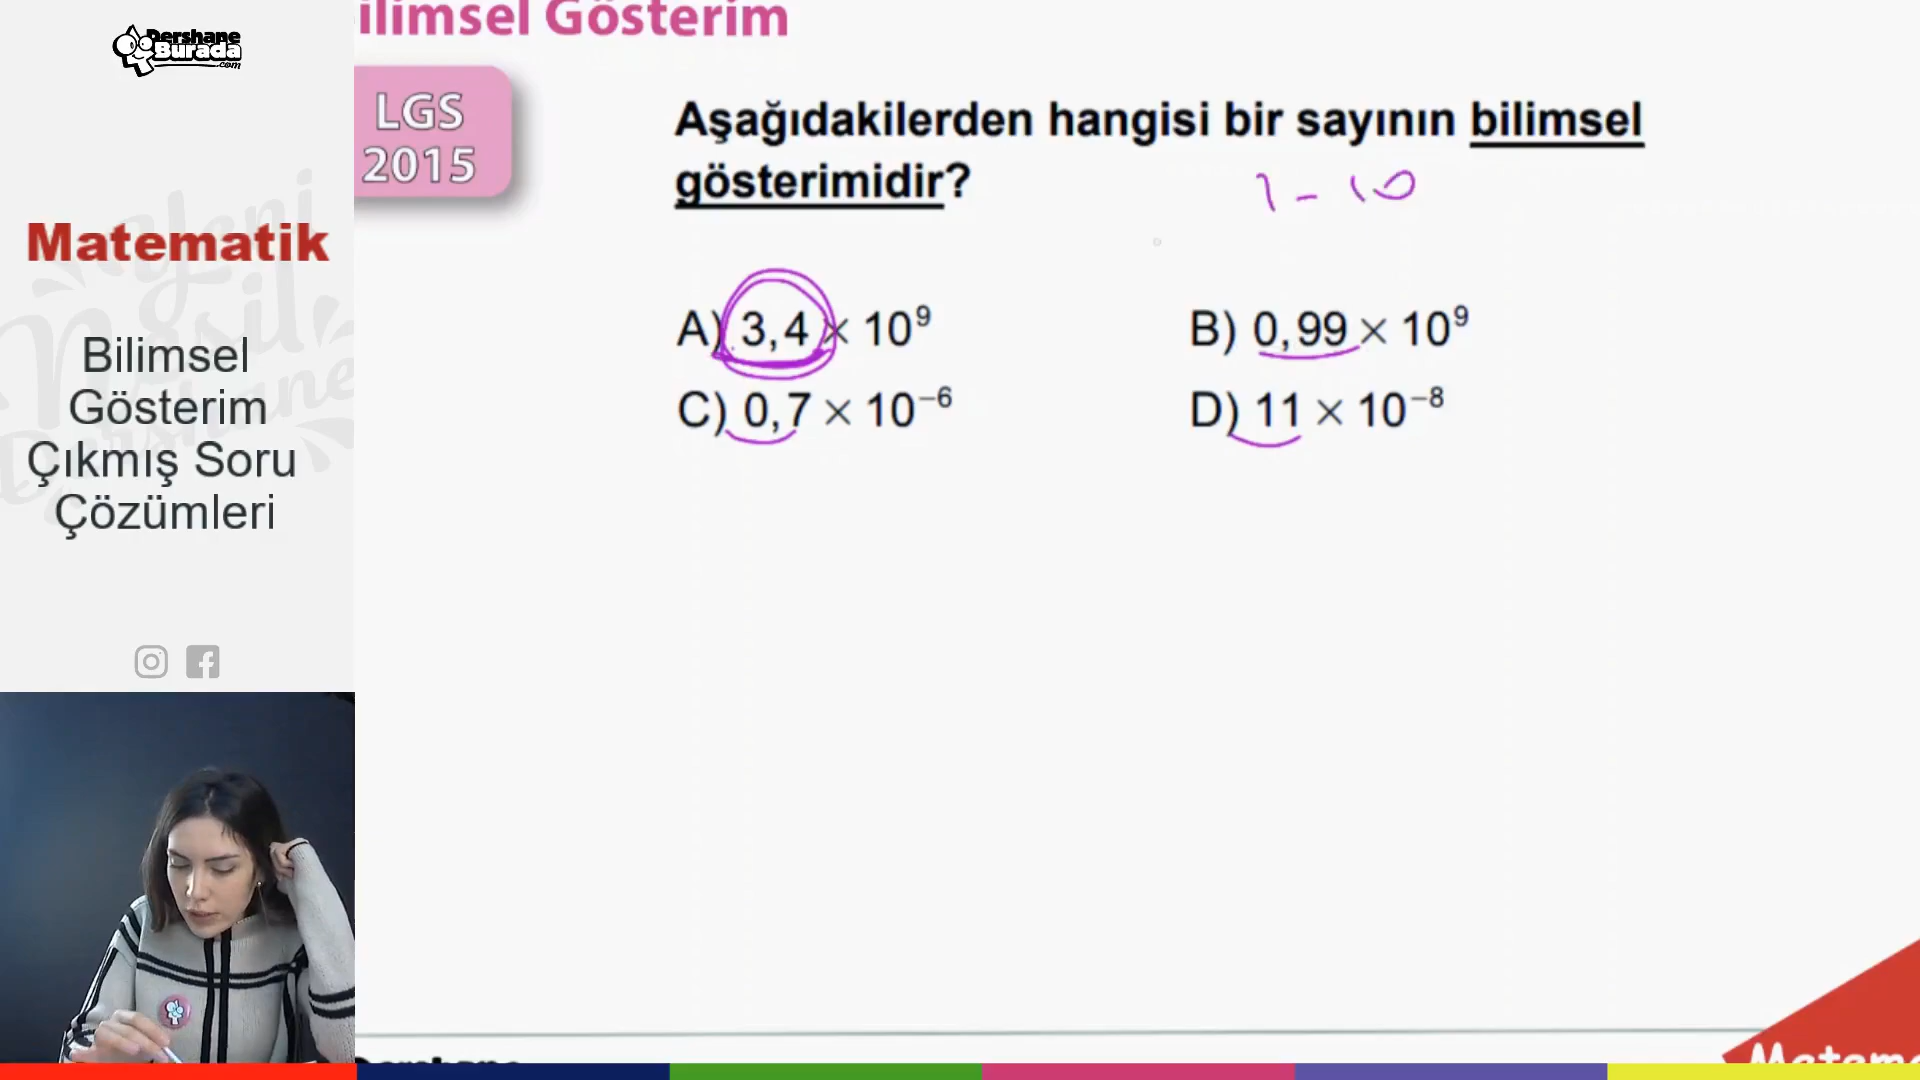 Dershane
Burada
.com
Matematik
Bilimsel
Gösterim
Çıkmış Soru
Çözümleri
ilimsel Gösterim
LGS
2015
Aşağıdakilerden hangisi bir sayının bilimsel
gösterimidir?
1 - 10
A) 3,4 × 10⁹
B) 0,99 × 10⁹
C) 0,7 × 10⁻⁶
D) 11 × 10⁻⁸